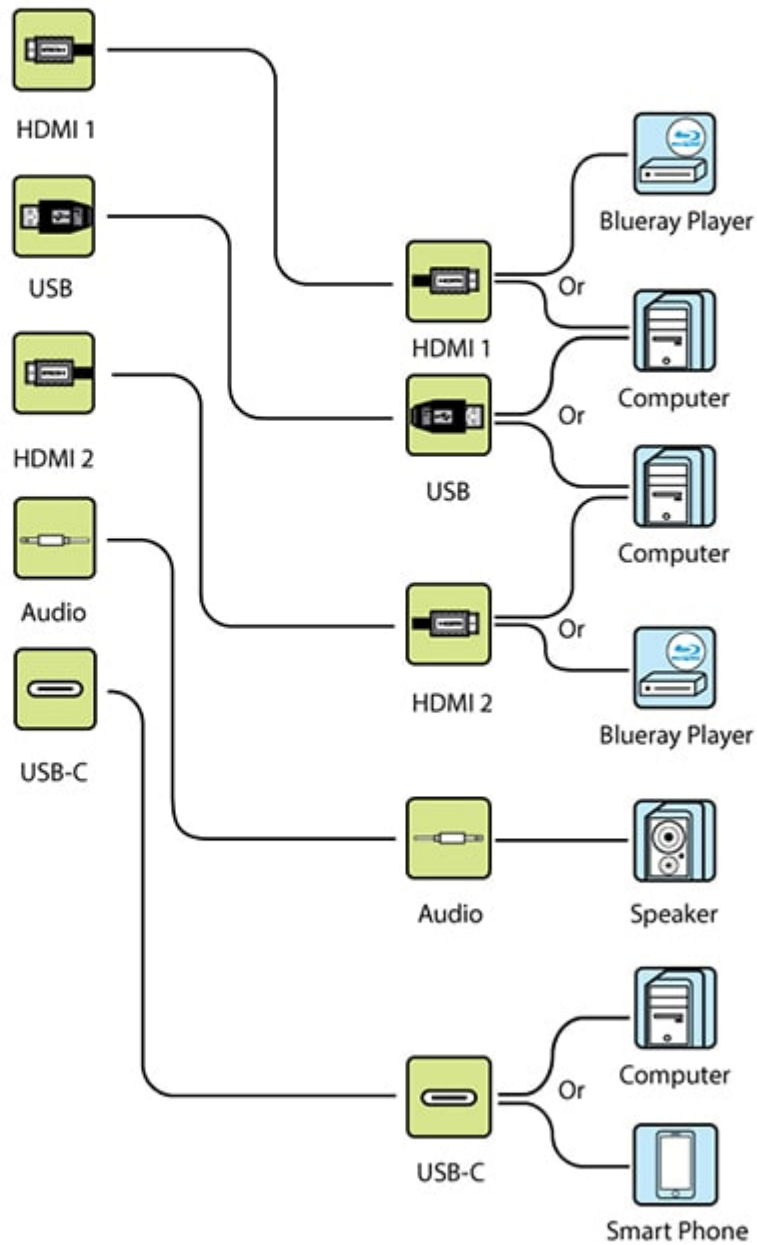 HDMI 1
USB
HDMI 2
Audio
USB-C
HDMI 1
USB
HDMI 2
Audio
USB-C
Blueray Player
Or
Computer
Or
Computer
Or
Blueray Player
Speaker
Computer
Or
Smart Phone